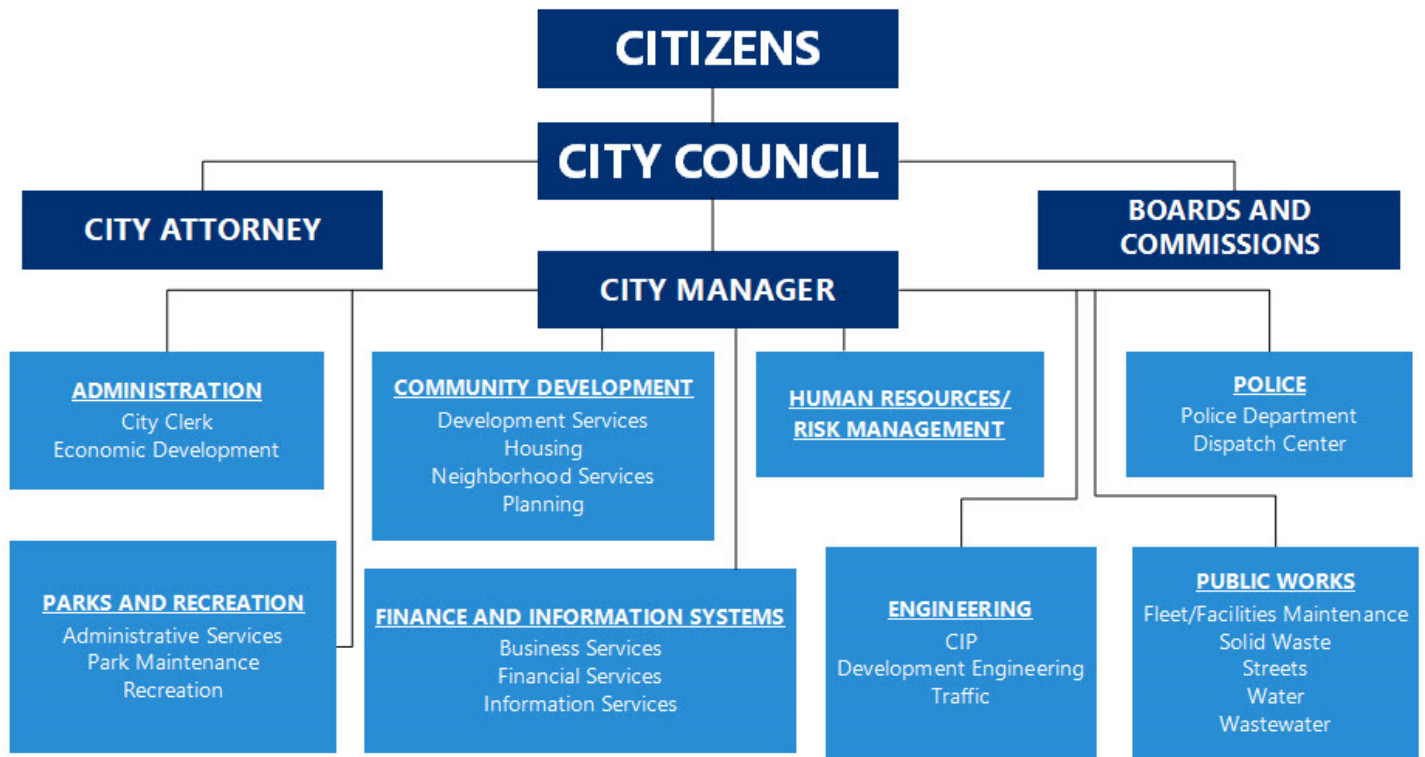 CITIZENS
CITY COUNCIL
CITY ATTORNEY
BOARDS AND
COMMISSIONS
CITY MANAGER
ADMINISTRATION
City Clerk
Economic Development
COMMUNITY DEVELOPMENT
Development Services
Housing
Neighborhood Services
Planning
HUMAN RESOURCES/
RISK MANAGEMENT
POLICE
Police Department
Dispatch Center
PARKS AND RECREATION
Administrative Services
Park Maintenance
Recreation
FINANCE AND INFORMATION SYSTEMS
Business Services
Financial Services
Information Services
ENGINEERING
CIP
Development Engineering
Traffic
PUBLIC WORKS
Fleet/Facilities Maintenance
Solid Waste
Streets
Water
Wastewater